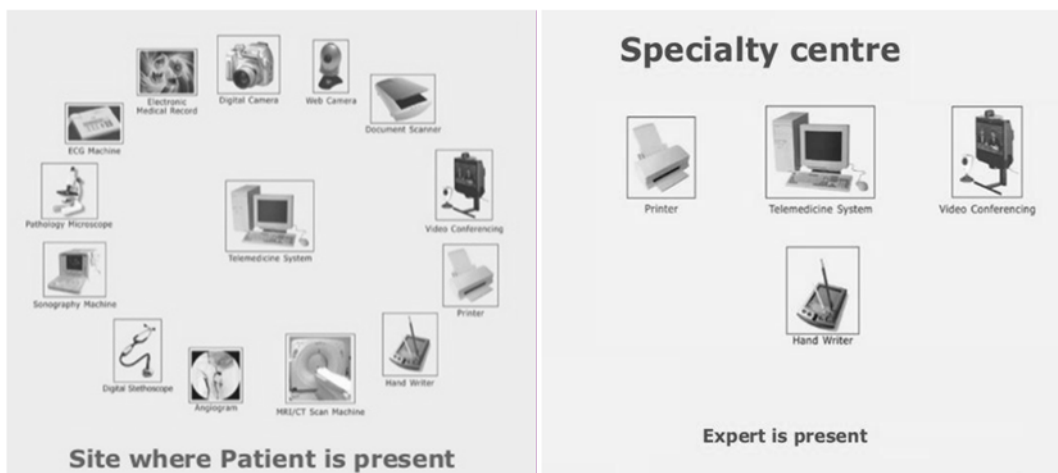 Electronic
Medical Record
Digital Camera
Web Camera
Document Scanner
ECG Machine
Pathology Microscope
Telemedicine System
Video Conferencing
Sonography Machine
Printer
Digital Stethoscope
Angiogram
MRI/CT Scan Machine
Hand Writer
Site where Patient is present
Specialty centre
Printer
Telemedicine System
Video Conferencing
Hand Writer
Expert is present